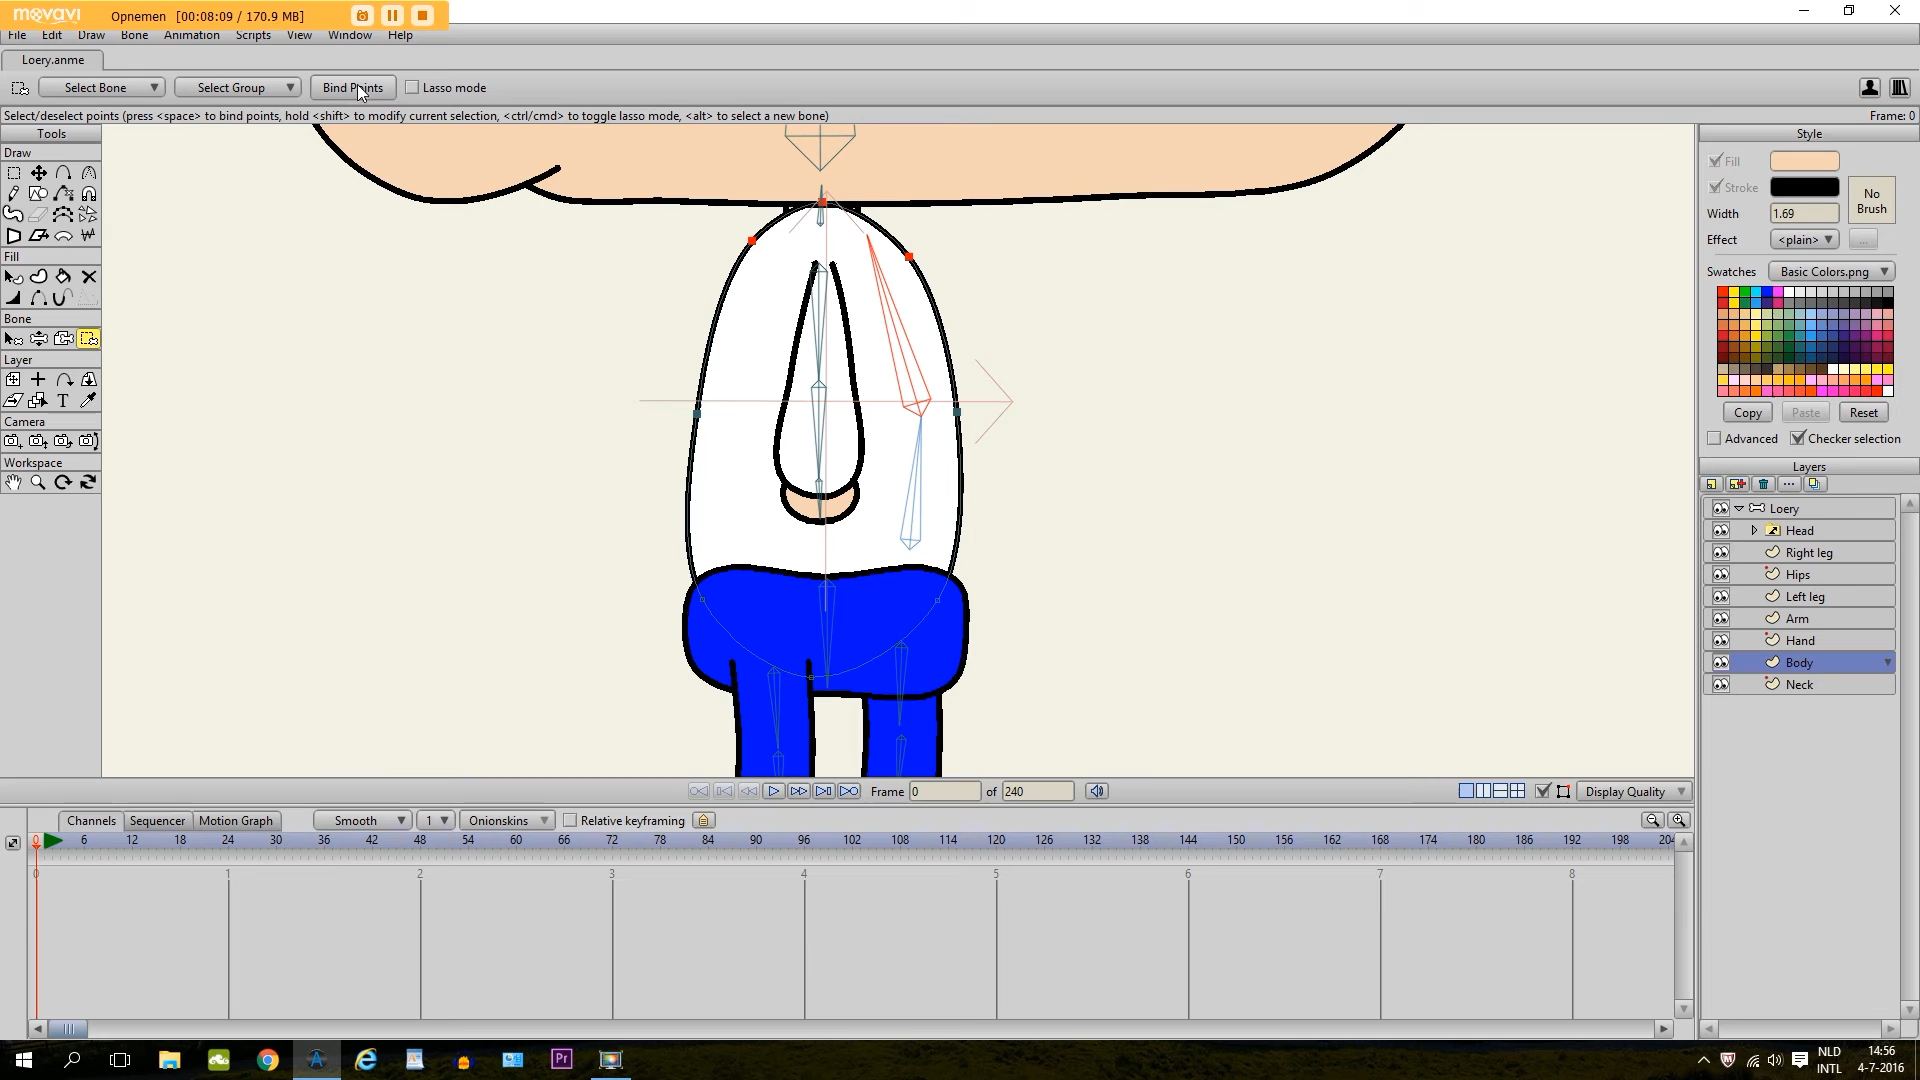 movavi Opnemen [00:08:09 / 170.9 MB]
File Edit Draw Bone Animation Scripts View Window Help
Loery.anme
Select Bone Select Group Bind Points Lasso mode
Select/deselect points (press <space> to bind points, hold <shift> to modify current selection, <ctrl/cmd> to toggle lasso mode, <alt> to select a new bone) Frame: 0
Tools
Draw
Fill
Bone
Layer
T
Camera
Workspace
Style
Fill
Stroke
No
Brush
Width 1.69
Effect <plain> ...
Swatches Basic Colors.png
Copy Paste Reset
Advanced Checker selection
Layers
Loery
Head
Right leg
Hips
Left leg
Arm
Hand
Body
Neck
Frame 0 of 240 Display Quality
Channels Sequencer Motion Graph Smooth 1 Onionskins Relative keyframing
0 6 12 18 24 30 36 42 48 54 60 66 72 78 84 90 96 102 108 114 120 126 132 138 144 150 156 162 168 174 180 186 192 198 204
0 1 2 3 4 5 6 7 8
Pr
NLD 14:56
INTL 4-7-2016